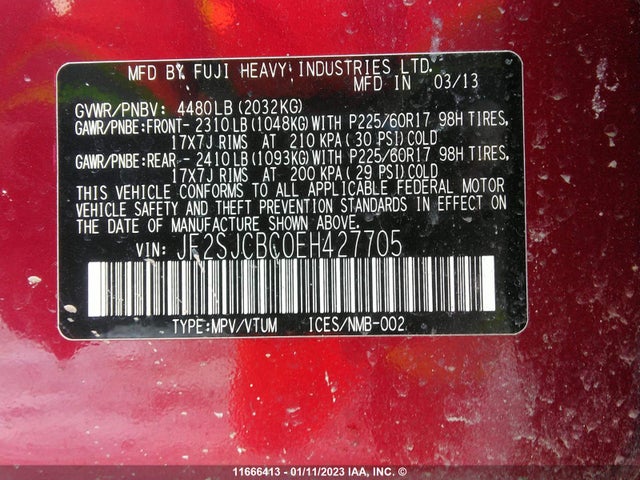 MFD BY FUJI HEAVY INDUSTRIES LTD.
MFD IN 03/13
GVWR/PNBV: 4480LB(2032KG)
GAWR/PNBE:FRONT- 2310LB(1048KG)WITH P225/60R17 98H TIRES,
17X7J RIMS AT 210 KPA(30 PSI)COLD
GAWR/PNBE:REAR - 2410LB(1093KG)WITH P225/60R17 98H TIRES,
17X7J RIMS AT 200 KPA(29 PSI)COLD
THIS VEHICLE CONFORMS TO ALL APPLICABLE FEDERAL MOTOR
VEHICLE SAFETY AND THEFT PREVENTION STANDARDS IN EFFECT
ON THE DATE OF MANUFACTURE SHOWN ABOVE.
VIN: JF2SJCBC0EH427705
TYPE:MPV/VTUM ICES/NMB-002
11666413 - 01/11/2023 IAA, INC. ©